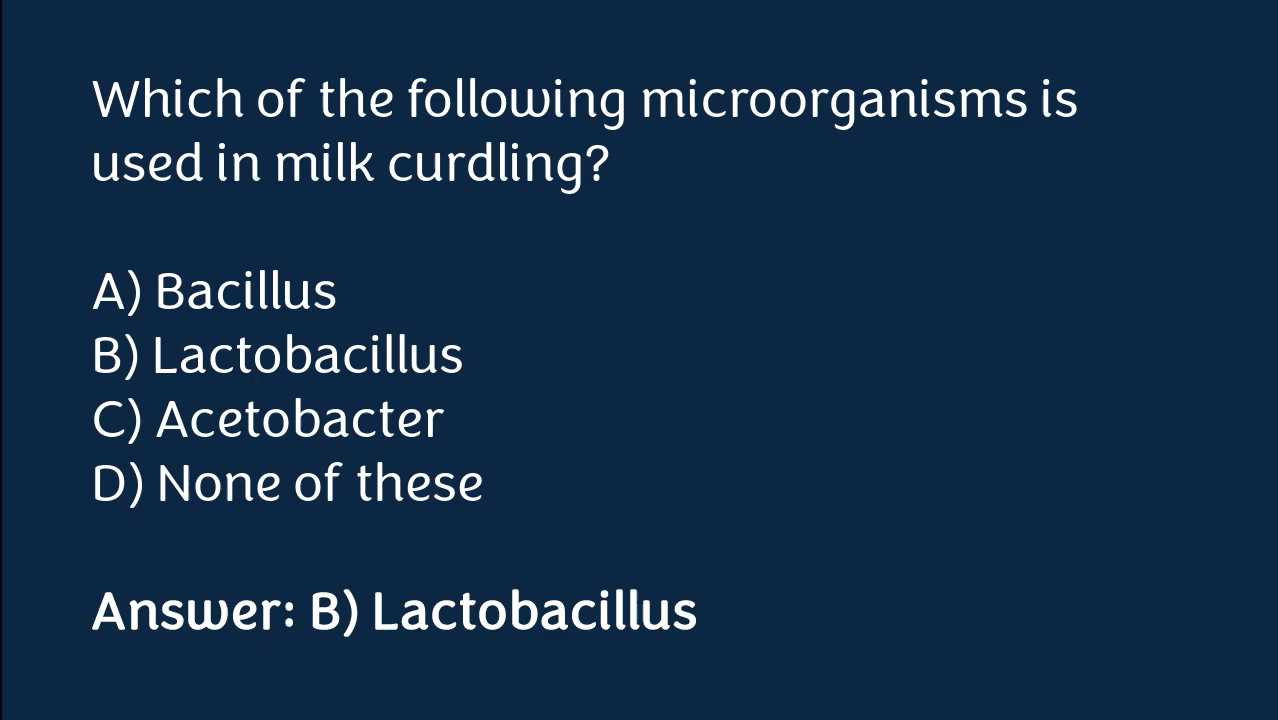 Which of the following microorganisms is
used in milk curdling?
A) Bacillus
B) Lactobacillus
C) Acetobacter
D) None of these
Answer: B) Lactobacillus